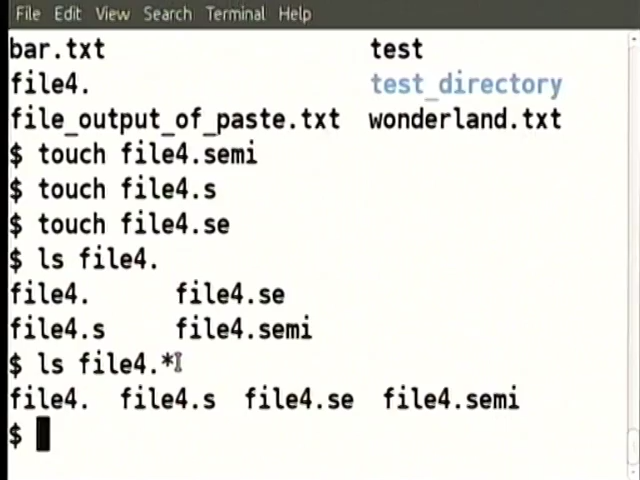 File Edit View Search Terminal Help
bar.txt test
file4. test_directory
file_output_of_paste.txt wonderland.txt
$ touch file4.semi
$ touch file4.s
$ touch file4.se
$ ls file4.
file4. file4.se
file4.s file4.semi
$ ls file4.*
file4. file4.s file4.se file4.semi
$